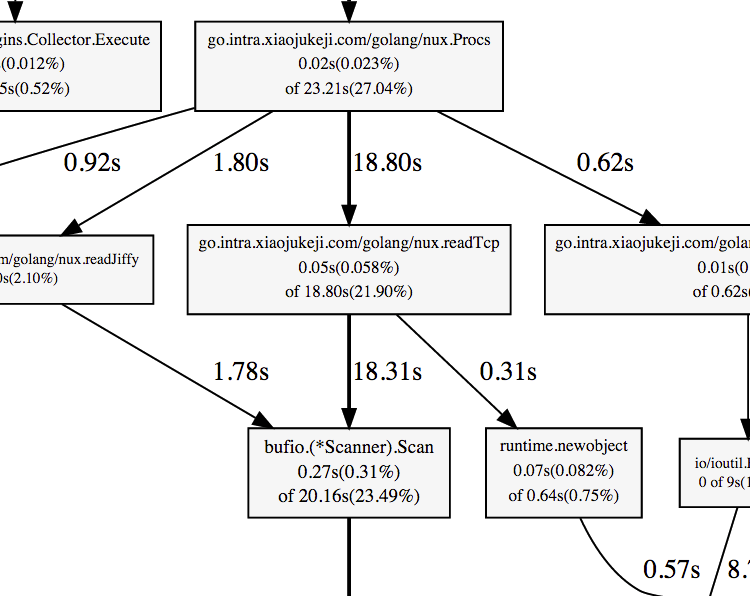 gins.Collector.Execute
(0.012%)
5s(0.52%)
go.intra.xiaojukeji.com/golang/nux.Procs
0.02s(0.023%)
of 23.21s(27.04%)
0.92s
1.80s
18.80s
0.62s
m/golang/nux.readJiffy
0s(2.10%)
go.intra.xiaojukeji.com/golang/nux.readTcp
0.05s(0.058%)
of 18.80s(21.90%)
go.intra.xiaojukeji.com/gola
0.01s(0
of 0.62s(
1.78s
18.31s
0.31s
bufio.(*Scanner).Scan
0.27s(0.31%)
of 20.16s(23.49%)
runtime.newobject
0.07s(0.082%)
of 0.64s(0.75%)
io/ioutil.
0 of 9s(1
0.57s
8.